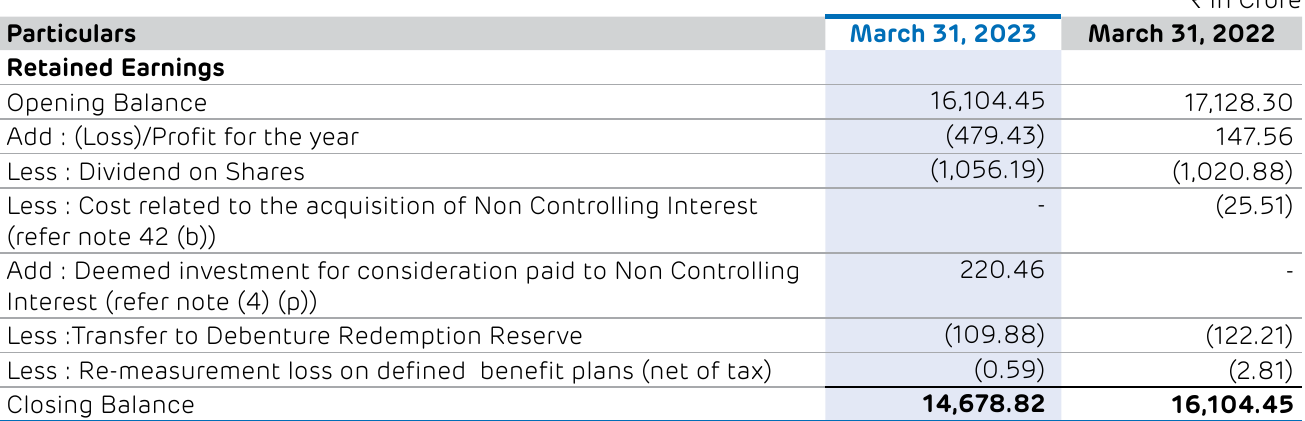 ₹ in Crore
Particulars March 31, 2023 March 31, 2022
Retained Earnings
Opening Balance 16,104.45 17,128.30
Add : (Loss)/Profit for the year (479.43) 147.56
Less : Dividend on Shares (1,056.19) (1,020.88)
Less : Cost related to the acquisition of Non Controlling Interest - (25.51)
(refer note 42 (b))
Add : Deemed investment for consideration paid to Non Controlling 220.46 -
Interest (refer note (4) (p))
Less :Transfer to Debenture Redemption Reserve (109.88) (122.21)
Less : Re-measurement loss on defined benefit plans (net of tax) (0.59) (2.81)
Closing Balance 14,678.82 16,104.45